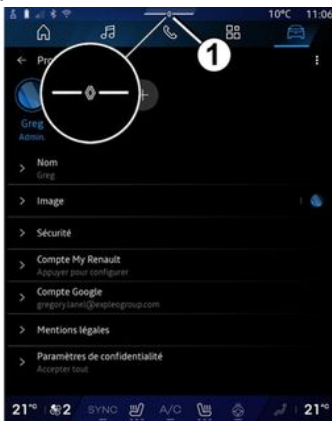 10°C 11:06
1
← Pro
+
Greg
Admin.
Nom
Greg
Image
Sécurité
Compte My Renault
Appuyer pour configurer
Compte Google
gregory.lanel@expleogroup.com
Mentions légales
Paramètres de confidentialité
Accepter tout
21°° 2 SYNC A/C 21°°